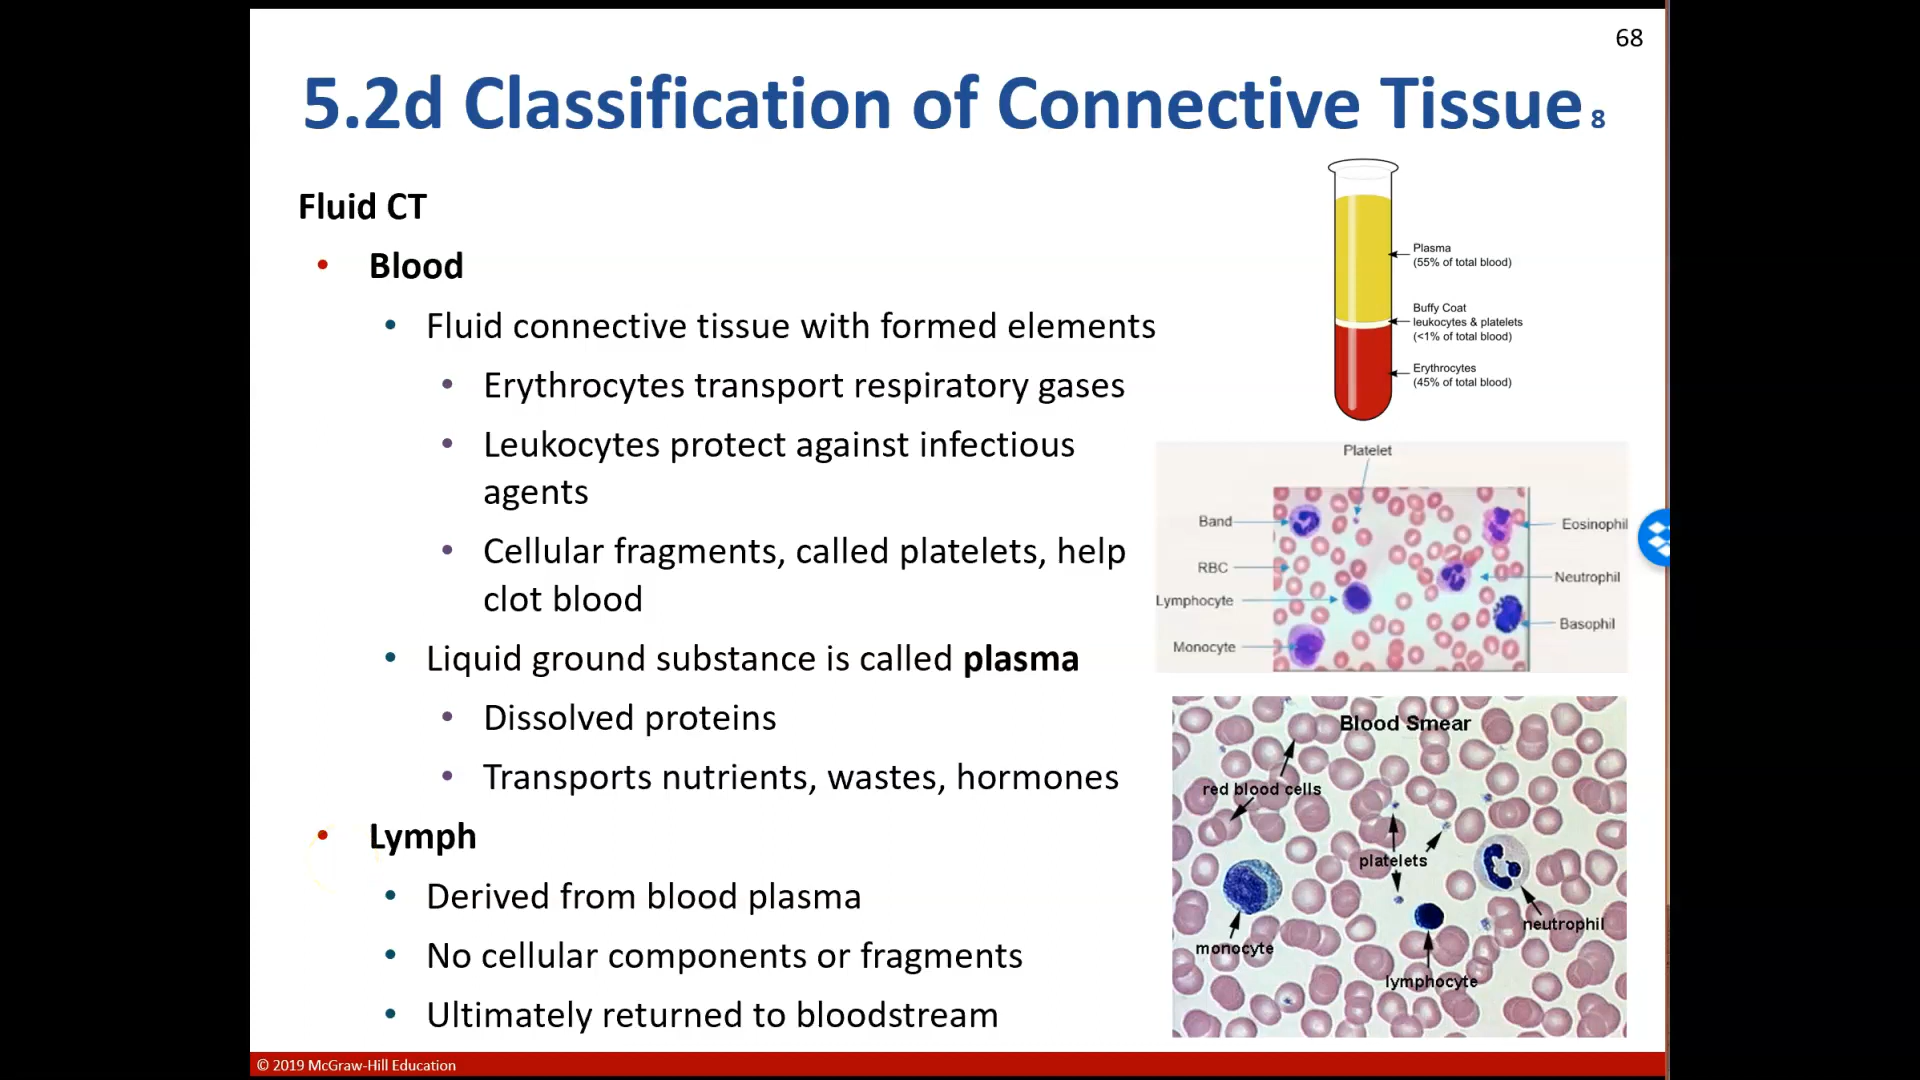 68
5.2d Classification of Connective Tissue 8
Fluid CT
• Blood
• Fluid connective tissue with formed elements
• Erythrocytes transport respiratory gases
• Leukocytes protect against infectious
agents
• Cellular fragments, called platelets, help
clot blood
• Liquid ground substance is called plasma
• Dissolved proteins
• Transports nutrients, wastes, hormones
• Lymph
• Derived from blood plasma
• No cellular components or fragments
• Ultimately returned to bloodstream
Plasma
(55% of total blood)
Buffy Coat
leukocytes & platelets
(<1% of total blood)
Erythrocytes
(45% of total blood)
Platelet
Band
RBC
Lymphocyte
Monocyte
Eosinophil
Neutrophil
Basophil
Blood Smear
red blood cells
platelets
neutrophil
monocyte
lymphocyte
© 2019 McGraw-Hill Education